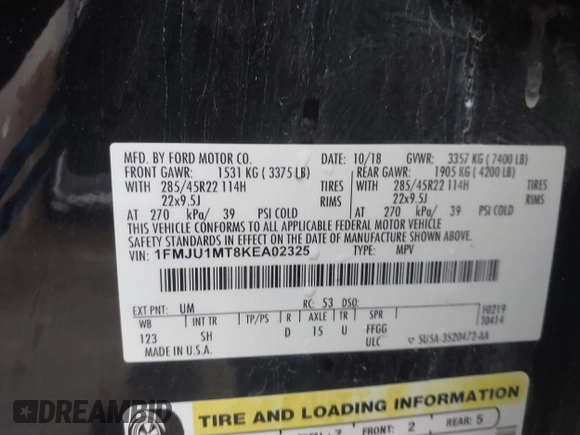 MFD. BY FORD MOTOR CO. DATE: 10/18 GVWR: 3357 KG ( 7400 LB)
FRONT GAWR: 1531 KG ( 3375 LB) REAR GAWR: 1905 KG ( 4200 LB)
WITH 285/45R22 114H TIRES WITH 285/45R22 114H TIRES
22x9.5J RIMS 22x9.5J RIMS
AT 270 kPa/ 39 PSI COLD AT 270 kPa/ 39 PSI COLD
THIS VEHICLE CONFORMS TO ALL APPLICABLE FEDERAL MOTOR VEHICLE
SAFETY STANDARDS IN EFFECT ON THE DATE OF MANUFACTURE SHOWN ABOVE.
VIN: 1FMJU1MT8KEA02325 TYPE: MPV
EXT PNT: UM RC: 53 DSO:
WB INT TR TP/PS R AXLE TR SPR F0219
123 SH D 15 U FFGG T0414
ULC
MADE IN U.S.A. 5U5A-3520472-AA
TIRE AND LOADING INFORMATION
FRONT: 2 REAR: 5
DREAMBID